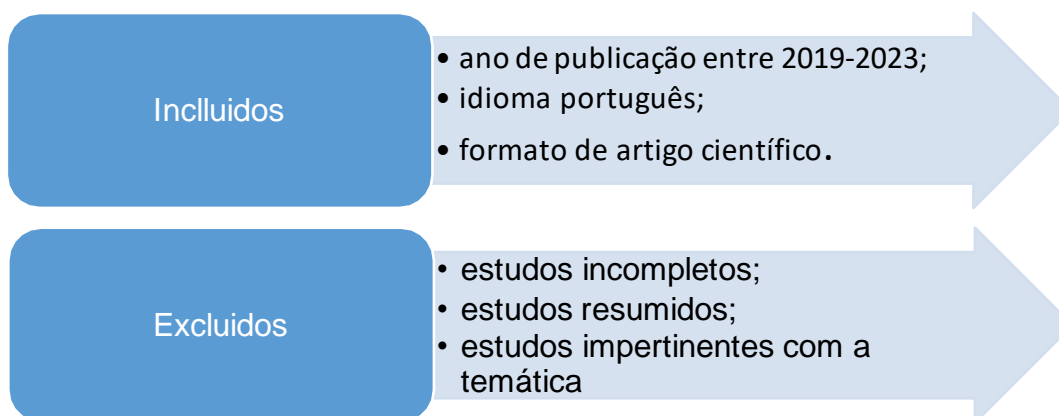 Inclluidos
• ano de publicação entre 2019-2023;
• idioma português;
• formato de artigo científico.
Excluidos
• estudos incompletos;
• estudos resumidos;
• estudos impertinentes com a
temática